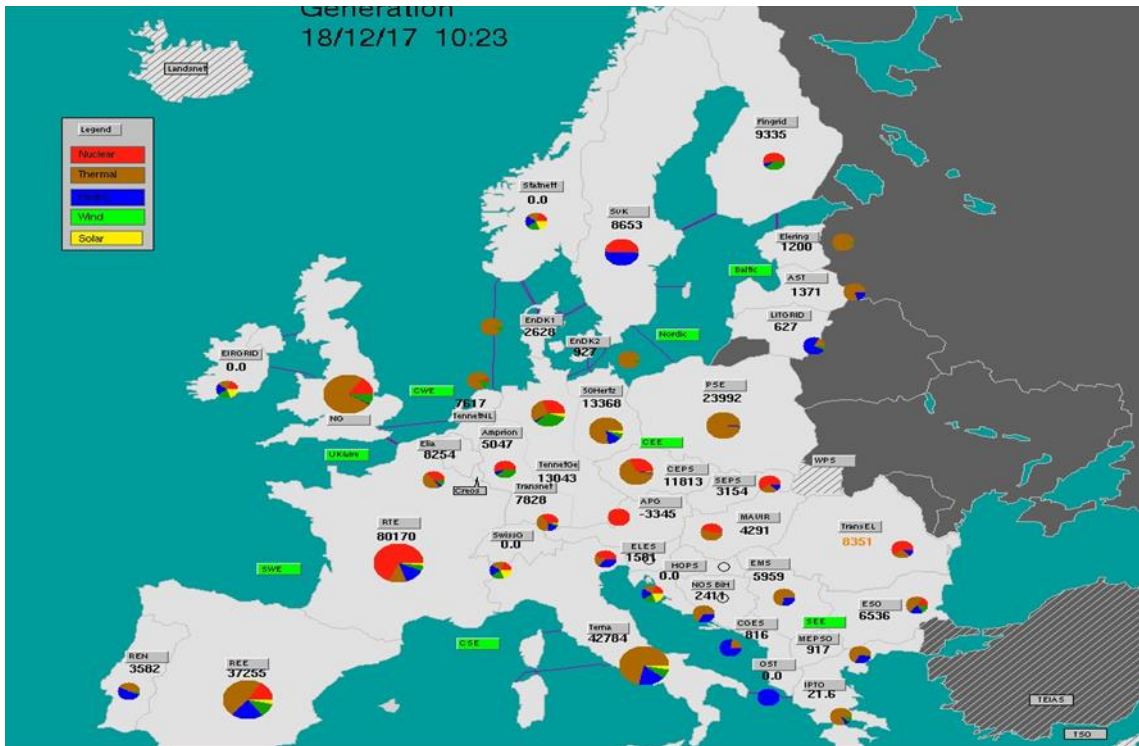 Generation
18/12/17 10:23
Landsnet
Legend
Nuclear
Thermal
Wind
Solar
Fingrid
9335
Statnett
0.0
SvK
8653
Elering
1200
Baltic
AST
1371
LITGRID
627
EnDK1
2628
EnDK2
927
Nordic
EIRGRID
0.0
NG
CWE
7617
TennetNL
50Hertz
13368
PSE
23992
Amprion
5047
Elia
8254
UK&Ire
CEE
TennetGe
13043
CEPS
11813
SEPS
3154
WPS
Creos
Transnet
7828
APG
-3345
MAVIR
4291
TransEL
8351
RTE
80170
SwissG
0.0
ELES
1581
HOPS
0.0
EMS
5959
NOS BiH
2411
SWE
ESO
6536
CGES
816
SEE
MEPSO
917
Terna
42784
CSE
REN
3582
REE
37255
OST
0.0
IPTO
21.6
TEIAS
TSO